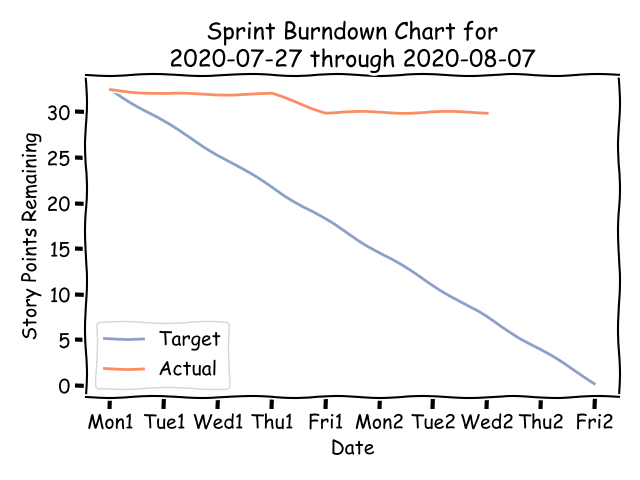 Sprint Burndown Chart for
2020-07-27 through 2020-08-07
Story Points Remaining
30
25
20
15
10
5
0
Target
Actual
Mon1 Tue1 Wed1 Thu1 Fri1 Mon2 Tue2 Wed2 Thu2 Fri2
Date